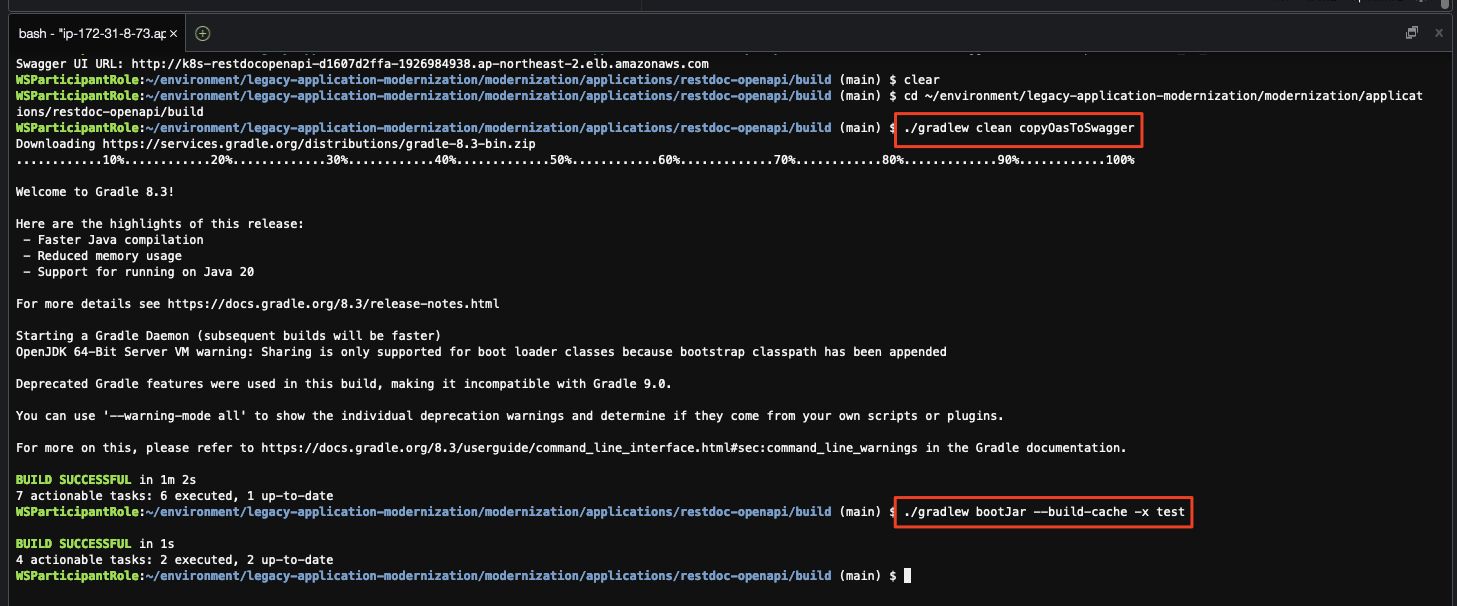 bash - "ip-172-31-8-73.ap ×
Swagger UI URL: http://k8s-restdocopenapi-d1607d2ffa-1926984938.ap-northeast-2.elb.amazonaws.com
WSParticipantRole:~/environment/legacy-application-modernization/modernization/applications/restdoc-openapi/build (main) $ clear
WSParticipantRole:~/environment/legacy-application-modernization/modernization/applications/restdoc-openapi/build (main) $ cd ~/environment/legacy-application-modernization/modernization/applicat
ions/restdoc-openapi/build
WSParticipantRole:~/environment/legacy-application-modernization/modernization/applications/restdoc-openapi/build (main) $ ./gradlew clean copyOasToSwagger
Downloading https://services.gradle.org/distributions/gradle-8.3-bin.zip
............10%............20%............30%.............40%............50%............60%............70%............80%.............90%............100%
Welcome to Gradle 8.3!
Here are the highlights of this release:
- Faster Java compilation
- Reduced memory usage
- Support for running on Java 20
For more details see https://docs.gradle.org/8.3/release-notes.html
Starting a Gradle Daemon (subsequent builds will be faster)
OpenJDK 64-Bit Server VM warning: Sharing is only supported for boot loader classes because bootstrap classpath has been appended
Deprecated Gradle features were used in this build, making it incompatible with Gradle 9.0.
You can use '--warning-mode all' to show the individual deprecation warnings and determine if they come from your own scripts or plugins.
For more on this, please refer to https://docs.gradle.org/8.3/userguide/command_line_interface.html#sec:command_line_warnings in the Gradle documentation.
BUILD SUCCESSFUL in 1m 2s
7 actionable tasks: 6 executed, 1 up-to-date
WSParticipantRole:~/environment/legacy-application-modernization/modernization/applications/restdoc-openapi/build (main) $ ./gradlew bootJar --build-cache -x test
BUILD SUCCESSFUL in 1s
4 actionable tasks: 2 executed, 2 up-to-date
WSParticipantRole:~/environment/legacy-application-modernization/modernization/applications/restdoc-openapi/build (main) $